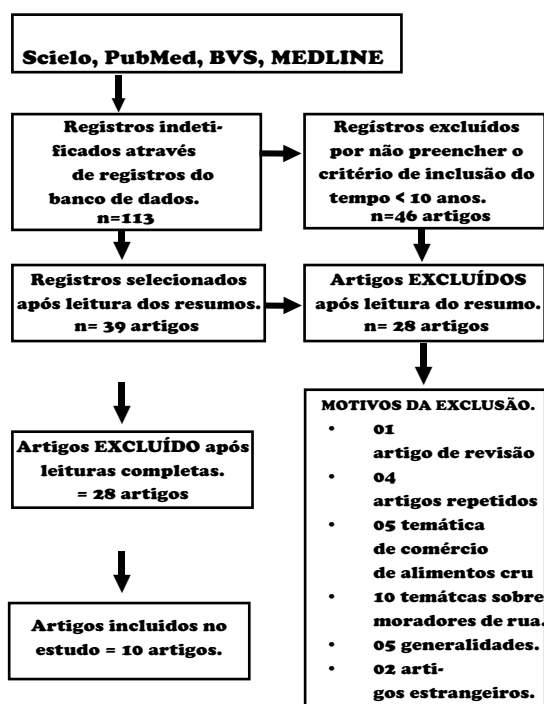 Scielo, PubMed, BVS, MEDLINE
Registros indeti-
ficados através
de registros do
banco de dados.
n=113
Regístros excluídos
por não preencher o
critério de inclusão do
tempo < 10 anos.
n=46 artigos
Registros selecionados
após leitura dos resumos.
n= 39 artigos
Artigos EXCLUÍDOS
após leitura do resumo.
n= 28 artigos
Artigos EXCLUÍDO após
leituras completas.
= 28 artigos
Artigos incluidos no
estudo = 10 artigos.
MOTIVOS DA EXCLUSÃO.
• 01
artigo de revisão
• 04
artigos repetidos
• 05 temática
de comércio
de alimentos cru
• 10 temátcas sobre
moradores de rua.
• 05 generalidades.
• 02 arti-
gos estrangeiros.